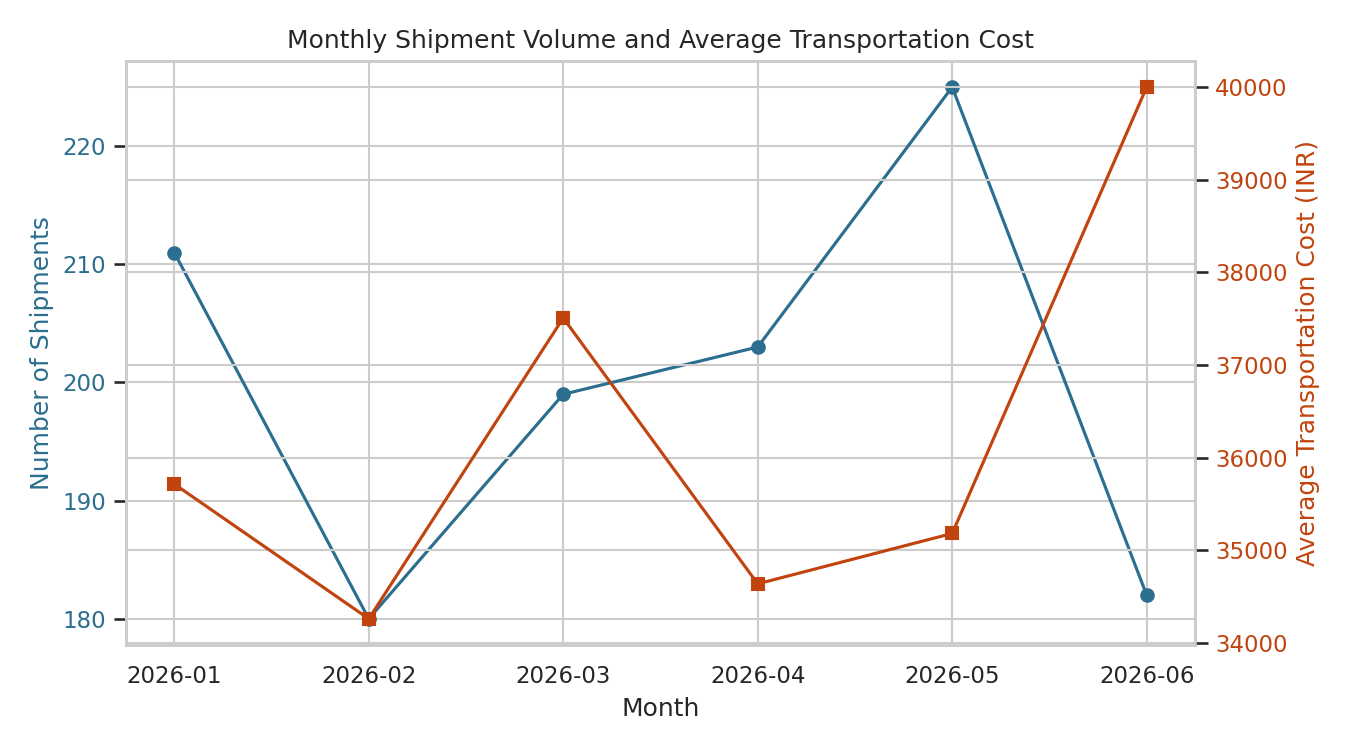 Monthly Shipment Volume and Average Transportation Cost
Number of Shipments
220
210
200
190
180
40000
39000
38000
37000
36000
35000
34000
Average Transportation Cost (INR)
2026-01 2026-02 2026-03 2026-04 2026-05 2026-06
Month